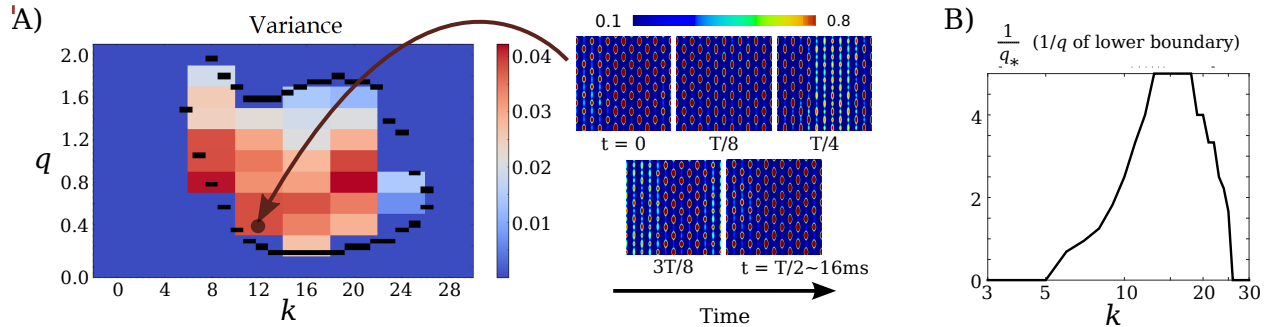 A)
Variance
2.0
1.6
1.2
0.8
0.4
0.0
q
0 4 8 12 16 20 24 28
k
0.04
0.03
0.02
0.01
0.1 0.8
t = 0 T/8 T/4
3T/8 t = T/2~16ms
Time
B)
1/q* (1/q of lower boundary)
4
2
0
3 5 10 20 30
k